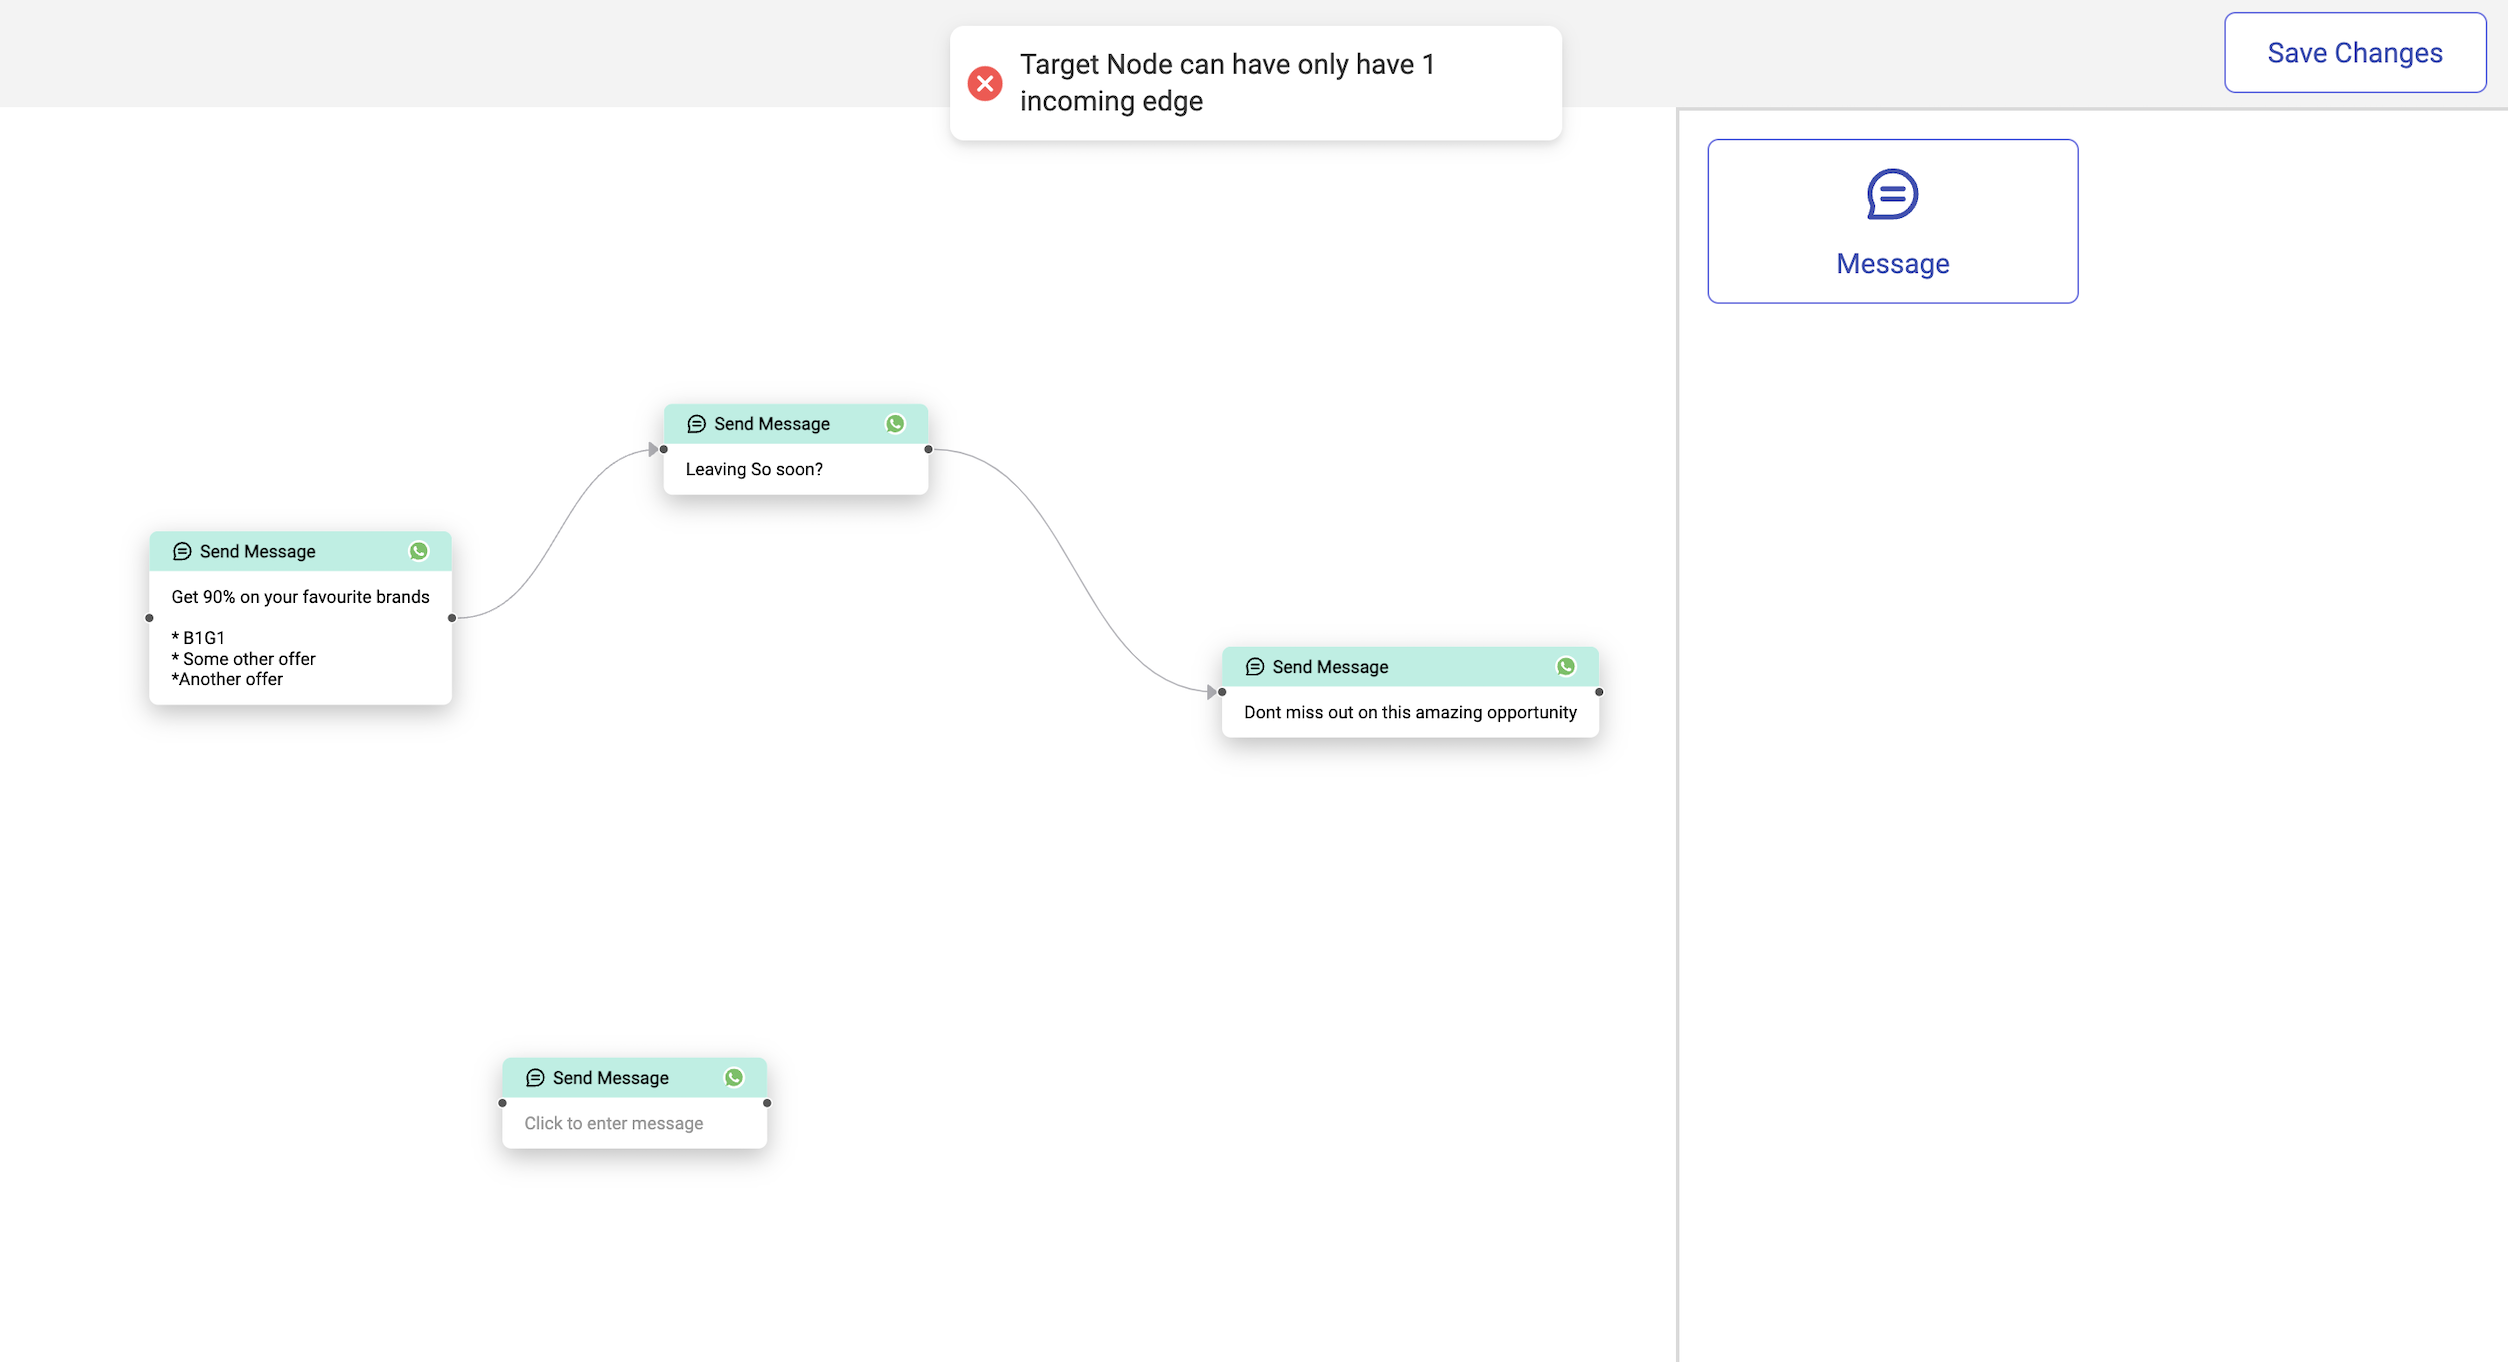 Target Node can have only have 1
incoming edge
Save Changes
Message
Send Message
Leaving So soon?
Send Message
Get 90% on your favourite brands
* B1G1
* Some other offer
*Another offer
Send Message
Dont miss out on this amazing opportunity
Send Message
Click to enter message